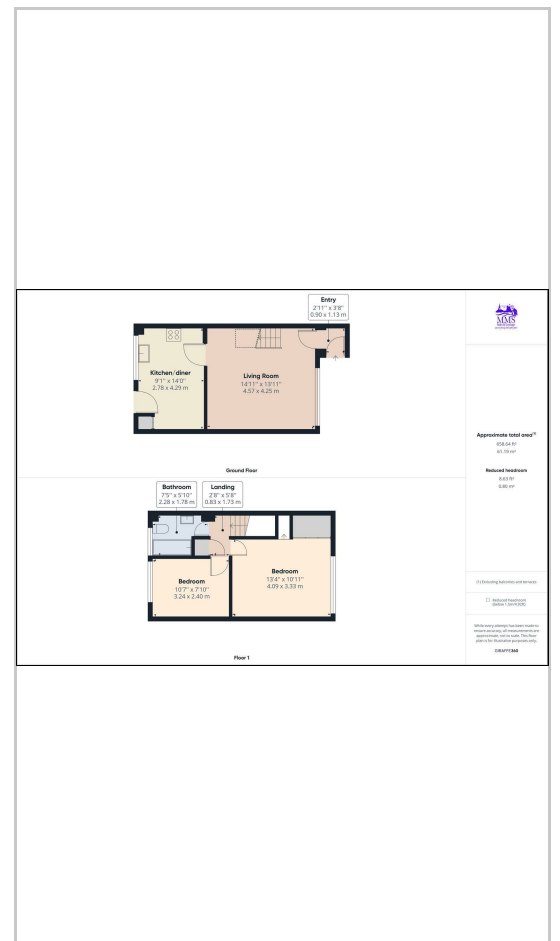 Entry
2'11" x 3'8"
0.90 x 1.13 m
Kitchen/diner
9'1" x 14'0"
2.78 x 4.29 m
Living Room
14'11" x 13'11"
4.57 x 4.25 m
Ground Floor
Bathroom
7'5" x 5'10"
2.28 x 1.78 m
Landing
2'8" x 5'8"
0.83 x 1.73 m
Bedroom
10'7" x 7'10"
3.24 x 2.40 m
Bedroom
13'4" x 10'11"
4.09 x 3.33 m
Floor 1
MMS
Approximate total area(1)
658.64 ft²
61.19 m²
Reduced headroom
8.63 ft²
0.80 m²
(1) Excluding balconies and terraces
Reduced headroom
While every attempt has been made to
ensure accuracy, all measurements are
approximate, not to scale. This floor
plan is for illustrative purposes only.
GIRAFFE360